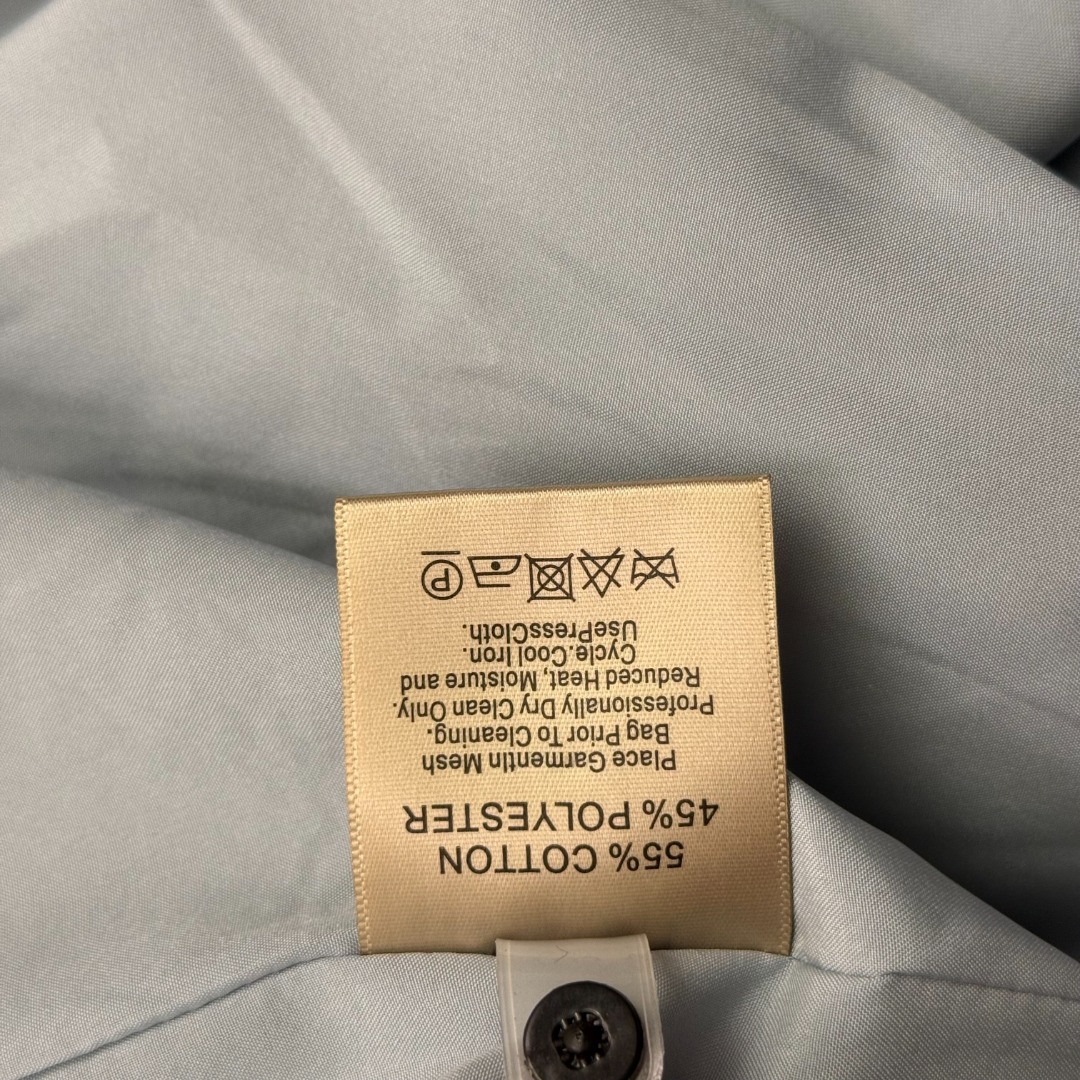 55% COTTON
45% POLYESTER
Place Garmentin Mesh
Bag Prior To Cleaning.
Professionally Dry Clean Only.
Reduced Heat, Moisture and
Cycle.Cool Iron.
UsePressCloth.
P